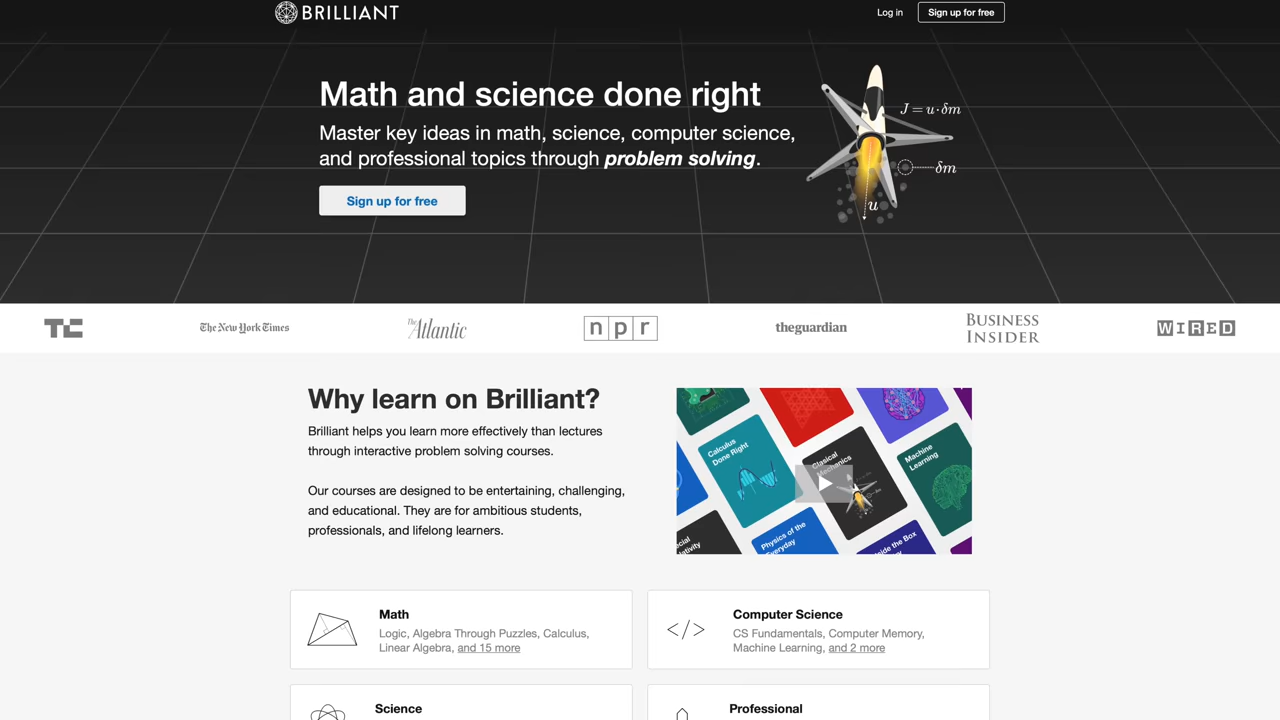 BRILLIANT
Log in
Sign up for free
Math and science done right
Master key ideas in math, science, computer science,
and professional topics through problem solving.
Sign up for free
J = u·δm
δm
u
TC
The New York Times
The Atlantic
npr
theguardian
BUSINESS
INSIDER
WIRED
Why learn on Brilliant?
Brilliant helps you learn more effectively than lectures
through interactive problem solving courses.
Our courses are designed to be entertaining, challenging,
and educational. They are for ambitious students,
professionals, and lifelong learners.
Calculus
Done Right
Classical
Mechanics
Machine
Learning
Physics of the
Everyday
Math
Logic, Algebra Through Puzzles, Calculus,
Linear Algebra, and 15 more
</>
Computer Science
CS Fundamentals, Computer Memory,
Machine Learning, and 2 more
Science
Professional